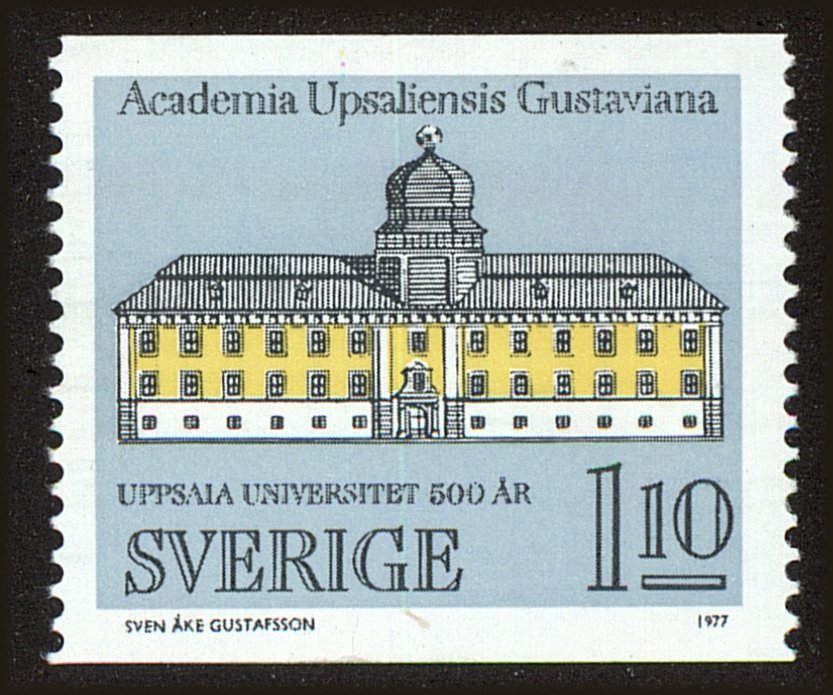 Academia Upsaliensis Gustaviana
UPPSALA UNIVERSITET 500 ÅR
SVERIGE
1 10
SVEN ÅKE GUSTAFSSON
1977